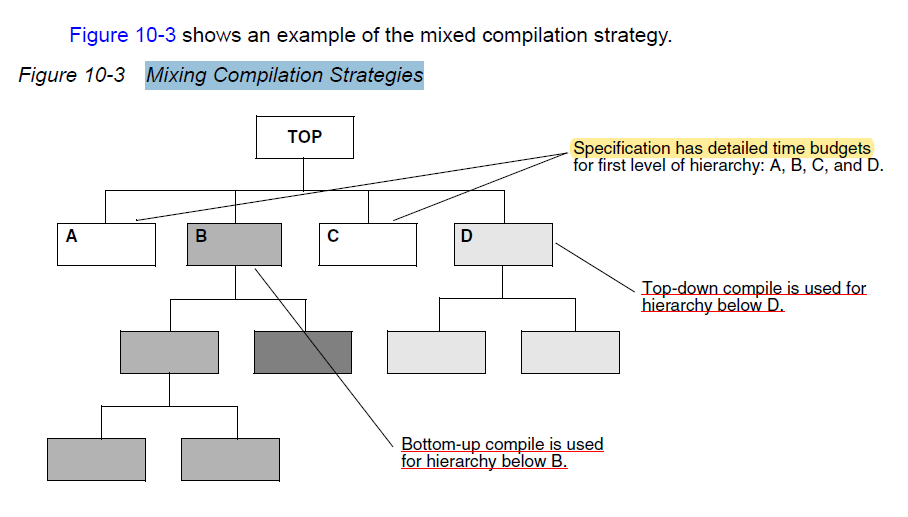 Figure 10-3 shows an example of the mixed compilation strategy.
Figure 10-3 Mixing Compilation Strategies
TOP
Specification has detailed time budgets
for first level of hierarchy: A, B, C, and D.
A
B
C
D
Top-down compile is used for
hierarchy below D.
Bottom-up compile is used
for hierarchy below B.